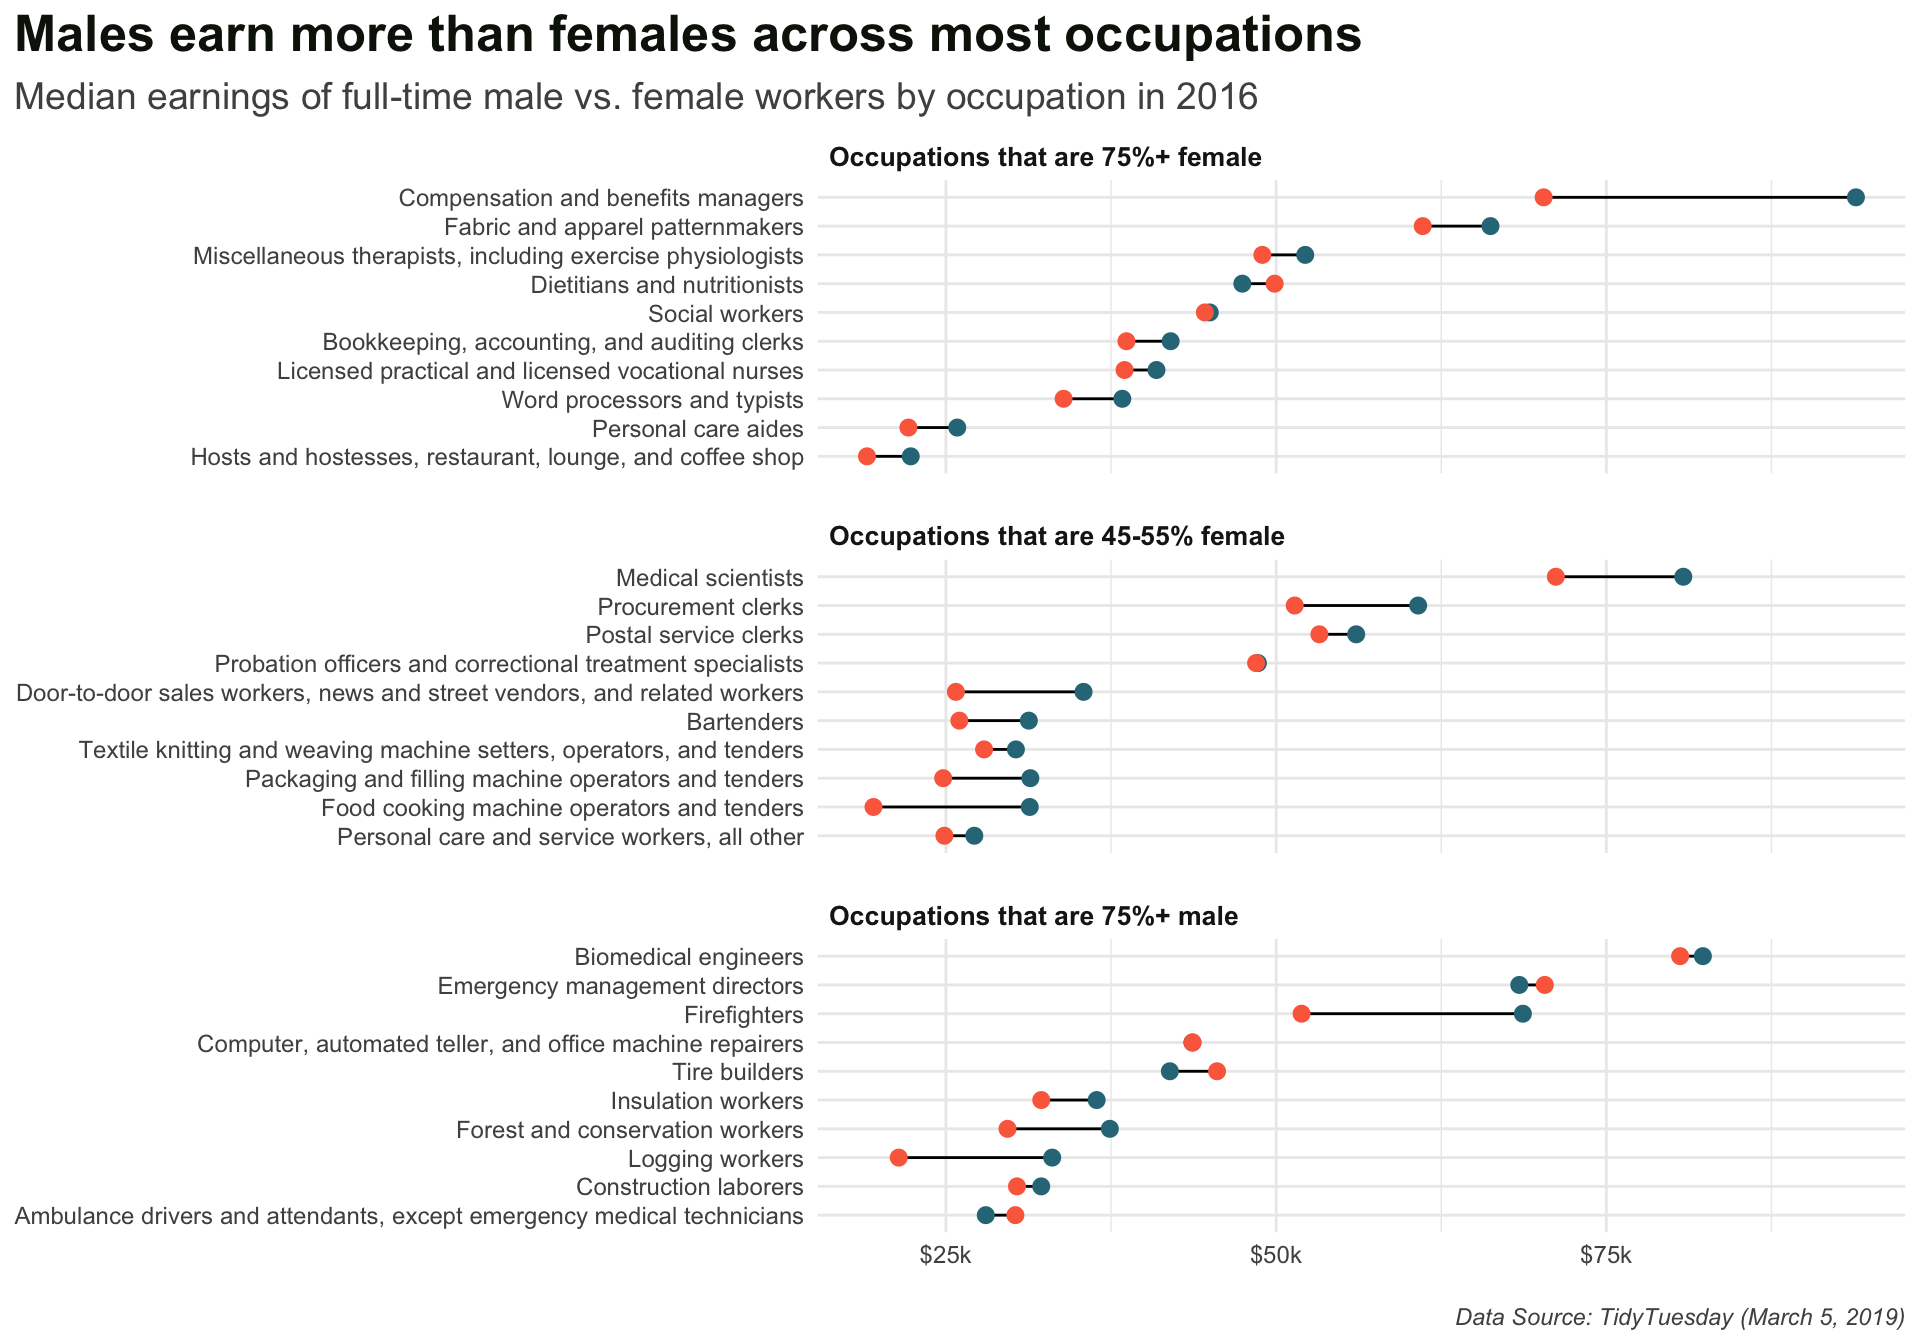 Males earn more than females across most occupations
Median earnings of full-time male vs. female workers by occupation in 2016
Occupations that are 75%+ female
Compensation and benefits managers
Fabric and apparel patternmakers
Miscellaneous therapists, including exercise physiologists
Dietitians and nutritionists
Social workers
Bookkeeping, accounting, and auditing clerks
Licensed practical and licensed vocational nurses
Word processors and typists
Personal care aides
Hosts and hostesses, restaurant, lounge, and coffee shop
Occupations that are 45-55% female
Medical scientists
Procurement clerks
Postal service clerks
Probation officers and correctional treatment specialists
Door-to-door sales workers, news and street vendors, and related workers
Bartenders
Textile knitting and weaving machine setters, operators, and tenders
Packaging and filling machine operators and tenders
Food cooking machine operators and tenders
Personal care and service workers, all other
Occupations that are 75%+ male
Biomedical engineers
Emergency management directors
Firefighters
Computer, automated teller, and office machine repairers
Tire builders
Insulation workers
Forest and conservation workers
Logging workers
Construction laborers
Ambulance drivers and attendants, except emergency medical technicians
$25k $50k $75k
Data Source: TidyTuesday (March 5, 2019)